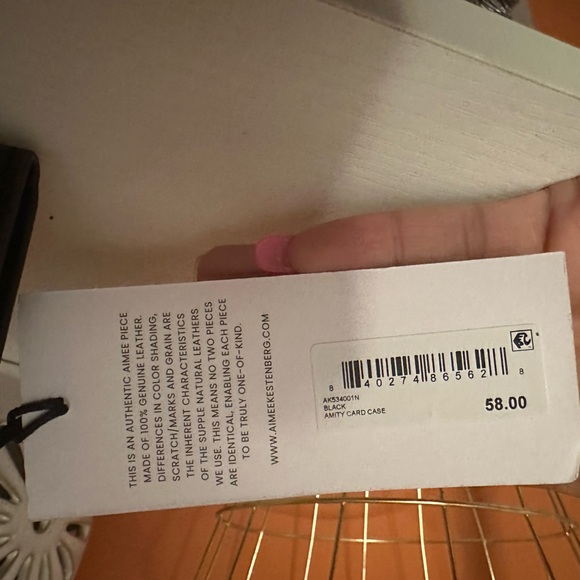 THIS IS AN AUTHENTIC AIMEE PIECE
MADE OF 100% GENUINE LEATHER.
DIFFERENCES IN COLOR SHADING,
SCRATCH/MARKS AND GRAIN ARE
THE INHERENT CHARACTERISTICS
OF THE SUPPLE NATURAL LEATHERS
WE USE. THIS MEANS NO TWO PIECES
ARE IDENTICAL, ENABLING EACH PIECE
TO BE TRULY ONE-OF-KIND.
WWW.AIMEEKESTENBERG.COM
8 40274 86562 8
AK534001N
BLACK
AMITY CARD CASE
58.00